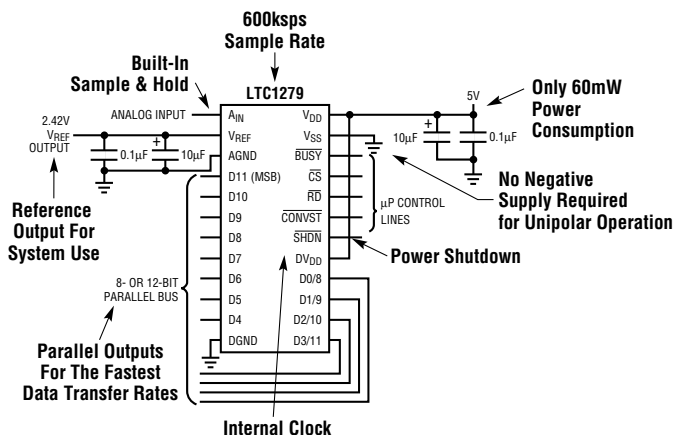 600ksps
Sample Rate
Built-In
Sample & Hold
LTC1279
5V
Only 60mW
Power
Consumption
ANALOG INPUT
AIN
VDD
2.42V
VREF
OUTPUT
VREF
VSS
+
0.1µF
10µF
+
10µF
0.1µF
AGND
BUSY
D11 (MSB)
CS
No Negative
Supply Required
for Unipolar Operation
D10
RD
µP CONTROL
LINES
Reference
Output For
System Use
D9
CONVST
D8
SHDN
Power Shutdown
D7
DVDD
8- OR 12-BIT
PARALLEL BUS
D6
D0/8
D5
D1/9
D4
D2/10
DGND
D3/11
Parallel Outputs
For The Fastest
Data Transfer Rates
Internal Clock